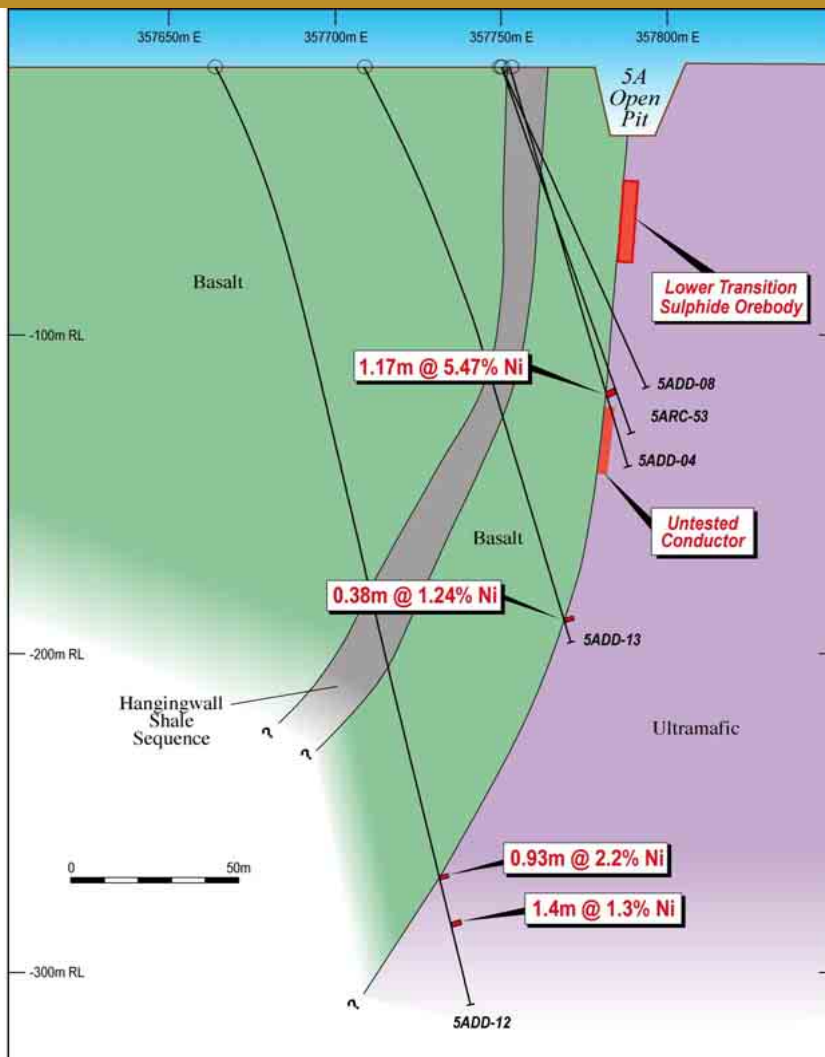 357650m E
357700m E
357750m E
357800m E
5A
Open
Pit
Basalt
Lower Transition
Sulphide Orebody
-100m RL
1.17m @ 5.47% Ni
5ADD-08
5ARC-53
5ADD-04
Untested
Conductor
Basalt
0.38m @ 1.24% Ni
5ADD-13
-200m RL
Hangingwall
Shale
Sequence
?
?
Ultramafic
0.93m @ 2.2% Ni
0
50m
1.4m @ 1.3% Ni
-300m RL
?
5ADD-12